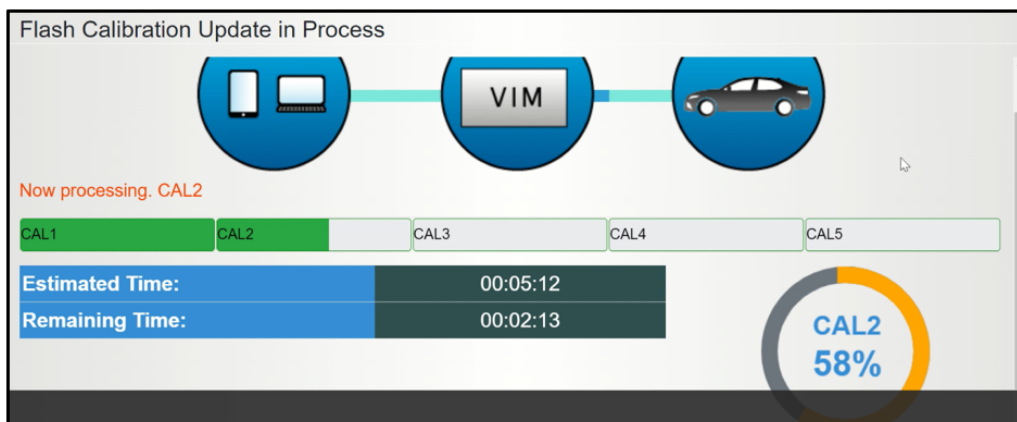 Flash Calibration Update in Process
VIM
Now processing. CAL2
CAL1 CAL2 CAL3 CAL4 CAL5
Estimated Time: 00:05:12
Remaining Time: 00:02:13
CAL2
58%